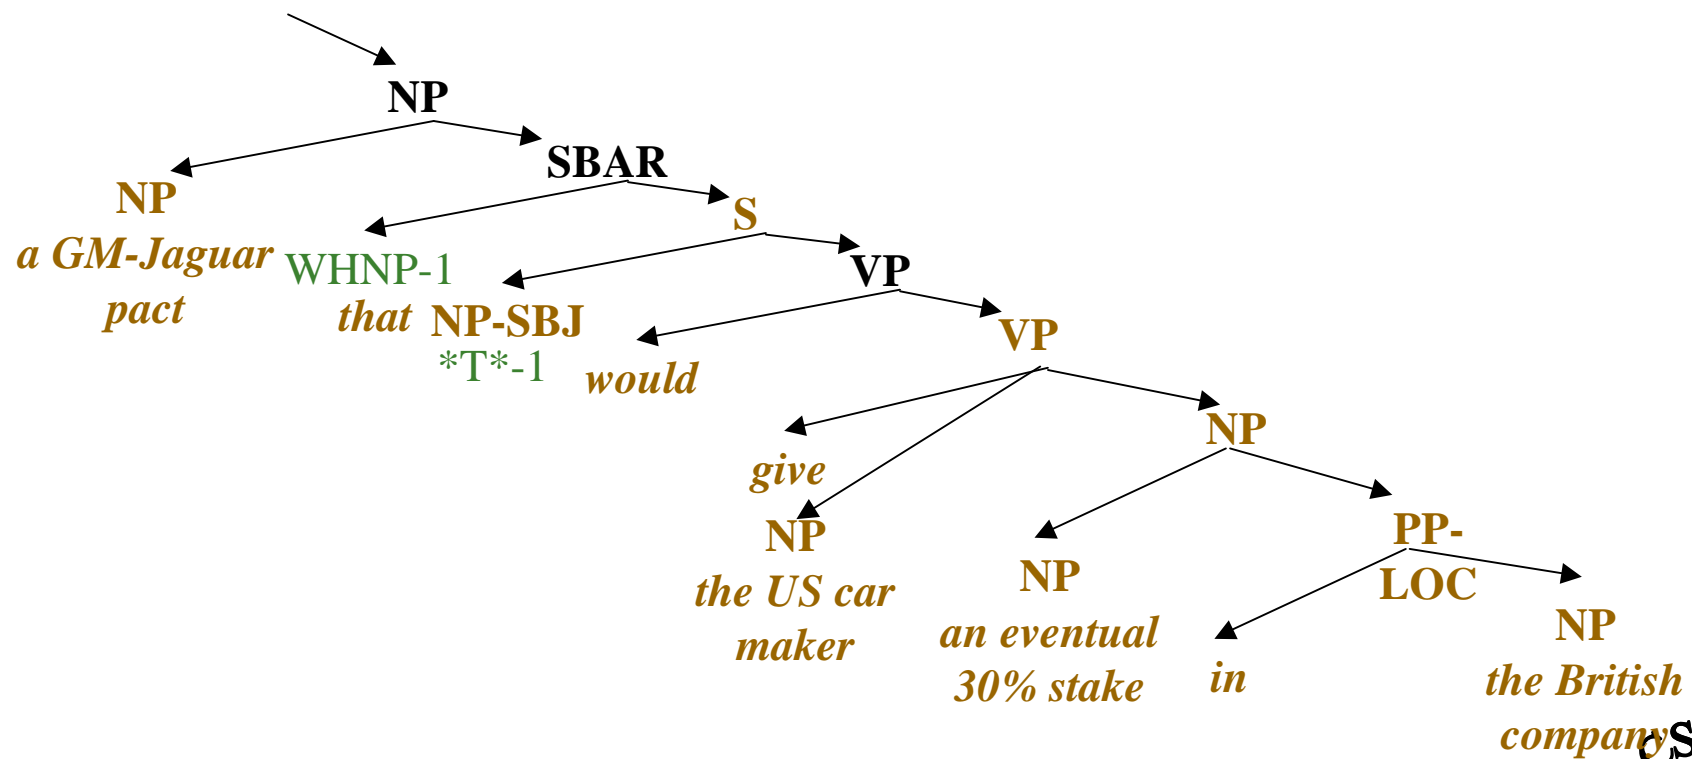 NP
SBAR
NP
S
a GM-Jaguar
WHNP-1
VP
pact
that
NP-SBJ
VP
*T*-1
would
NP
give
PP-
NP
NP
LOC
the US car
NP
an eventual
maker
in
the British
30% stake
company